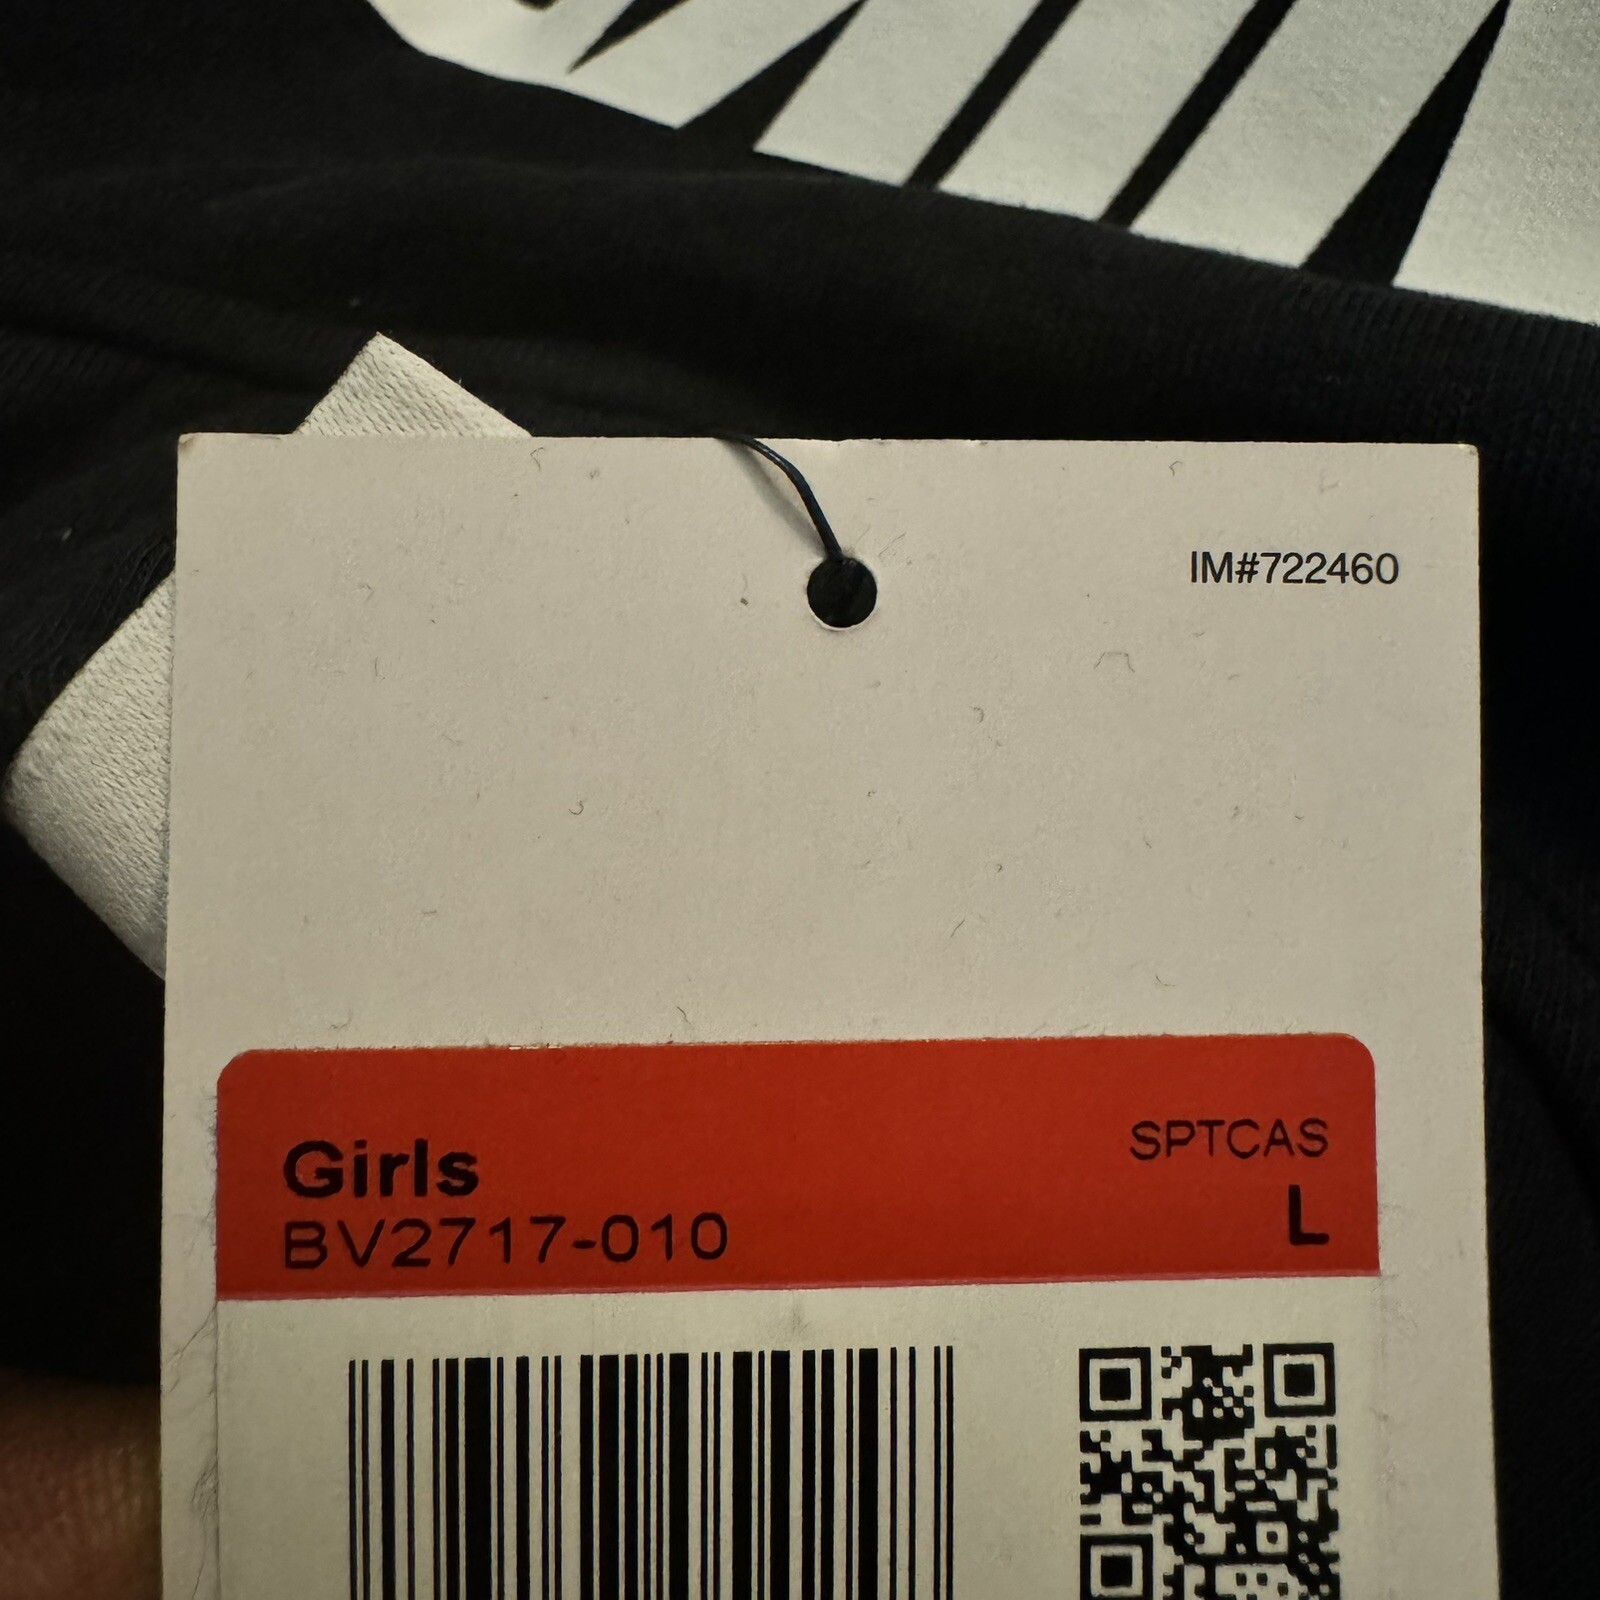 IM#722460
Girls
SPTCAS
BV2717-010
L